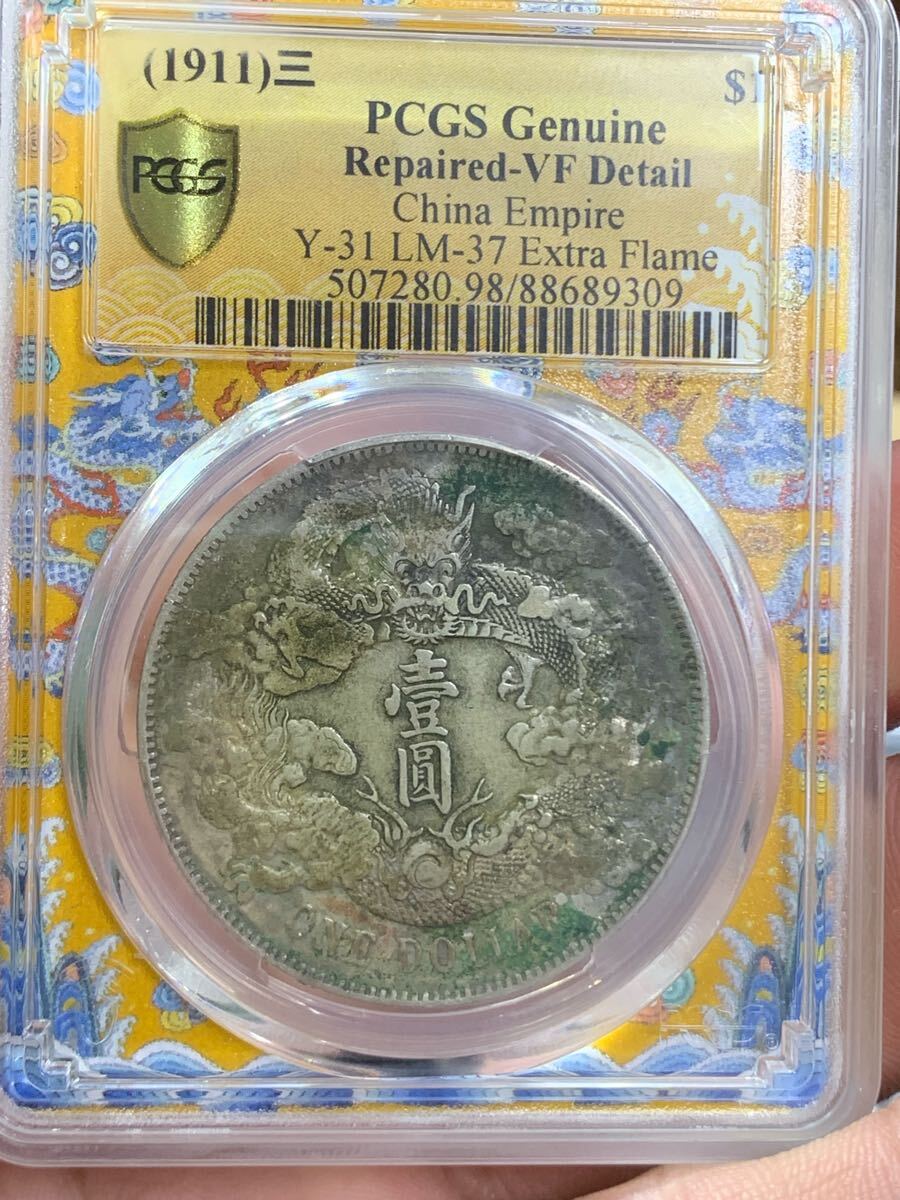 (1911)三 $1
PCGS Genuine
PCGS
Repaired-VF Detail
China Empire
Y-31 LM-37 Extra Flame
507280.98/88689309
壹圓
ONE DOLLAR